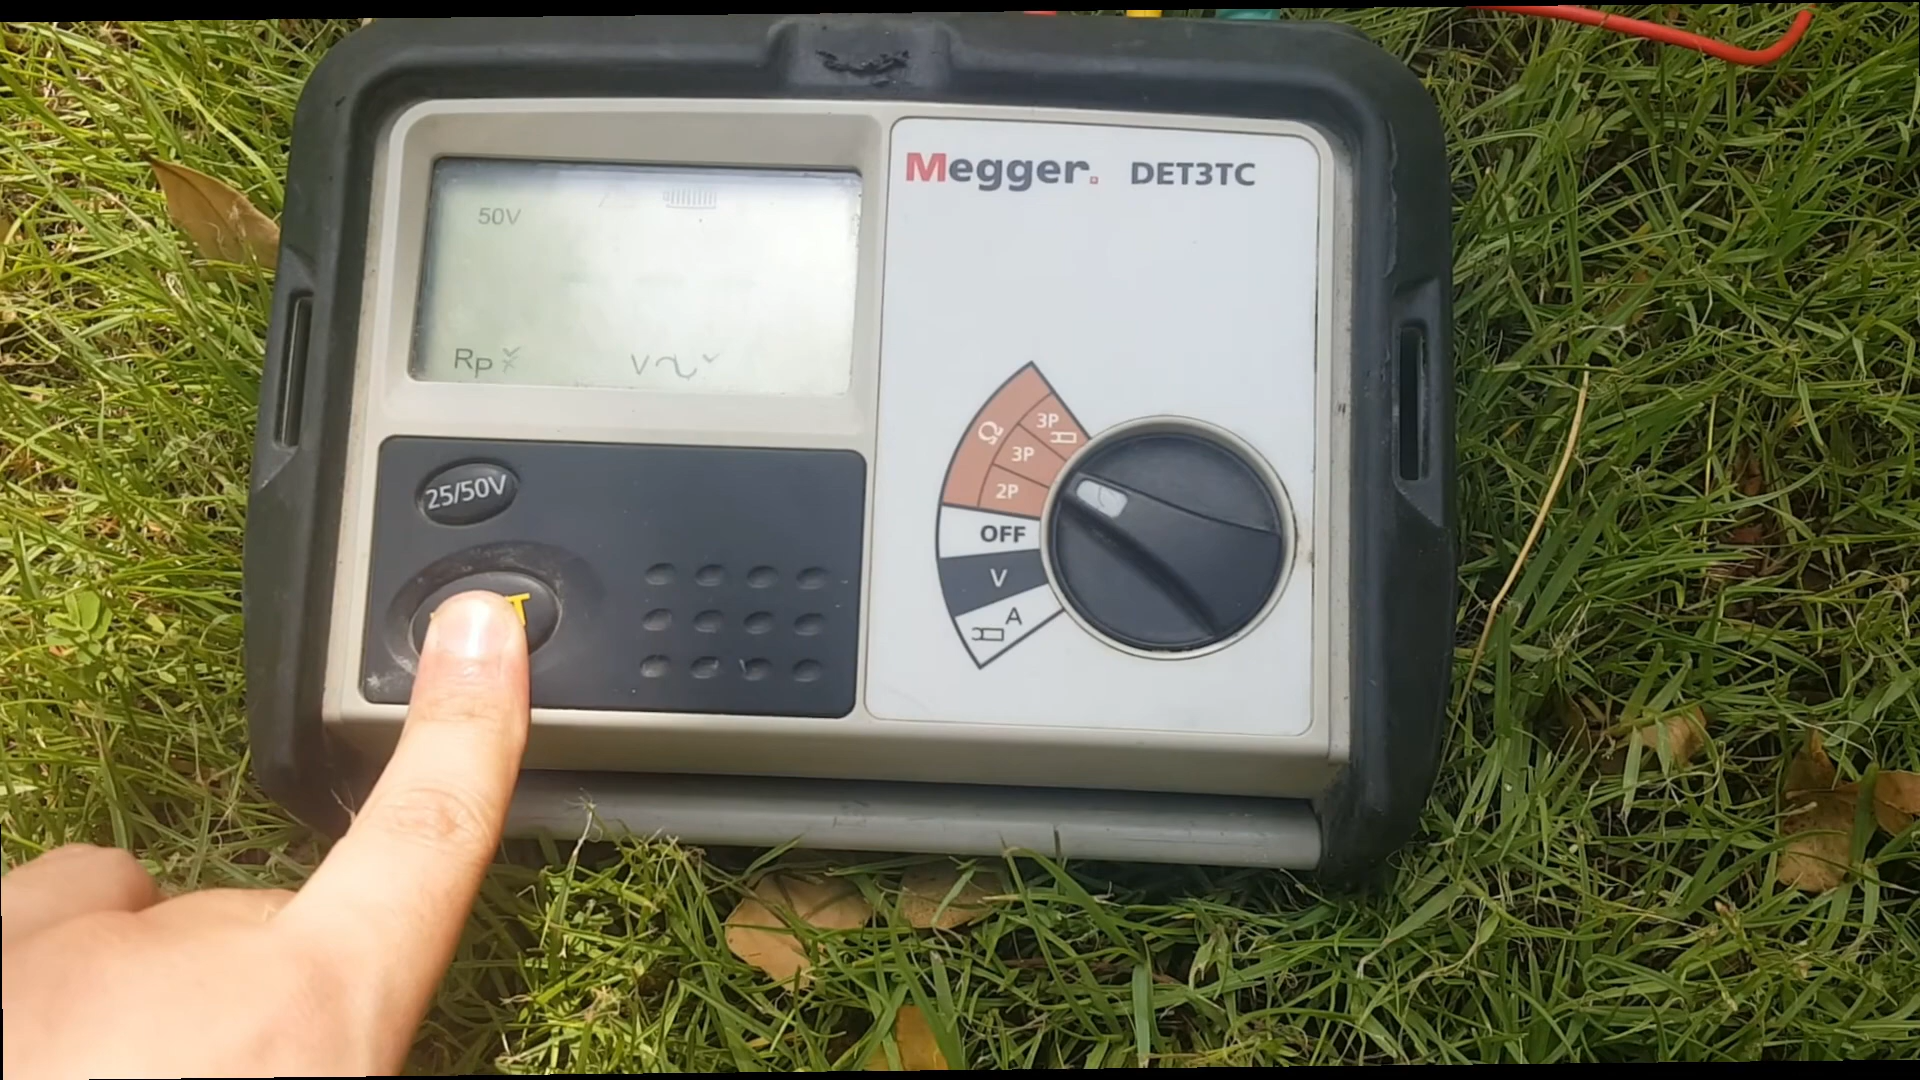 Megger. DET3TC
50V
Rp V
3P
Ω 3P
2P
25/50V
OFF
V
A